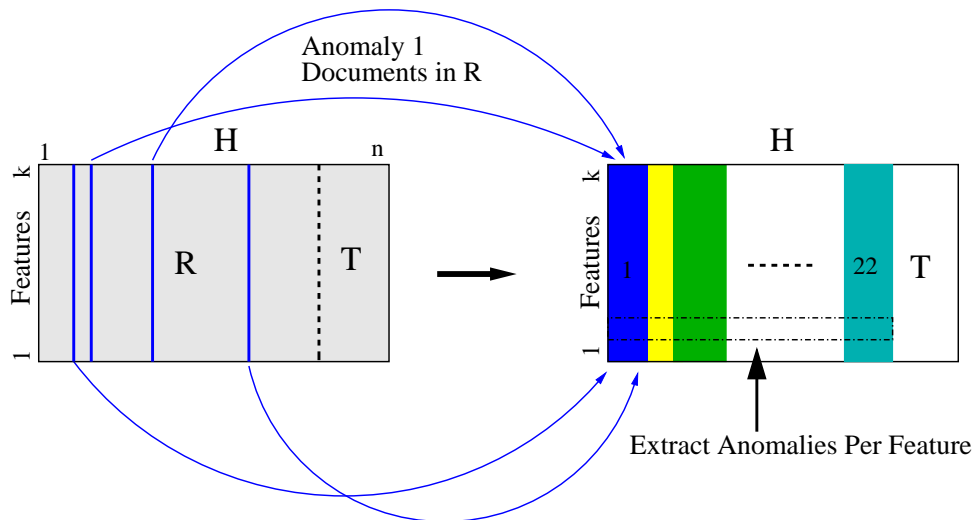 Anomaly 1
Documents in R
H
1
n
k
Features
1
R
T
H
k
Features
1
1
22
T
Extract Anomalies Per Feature